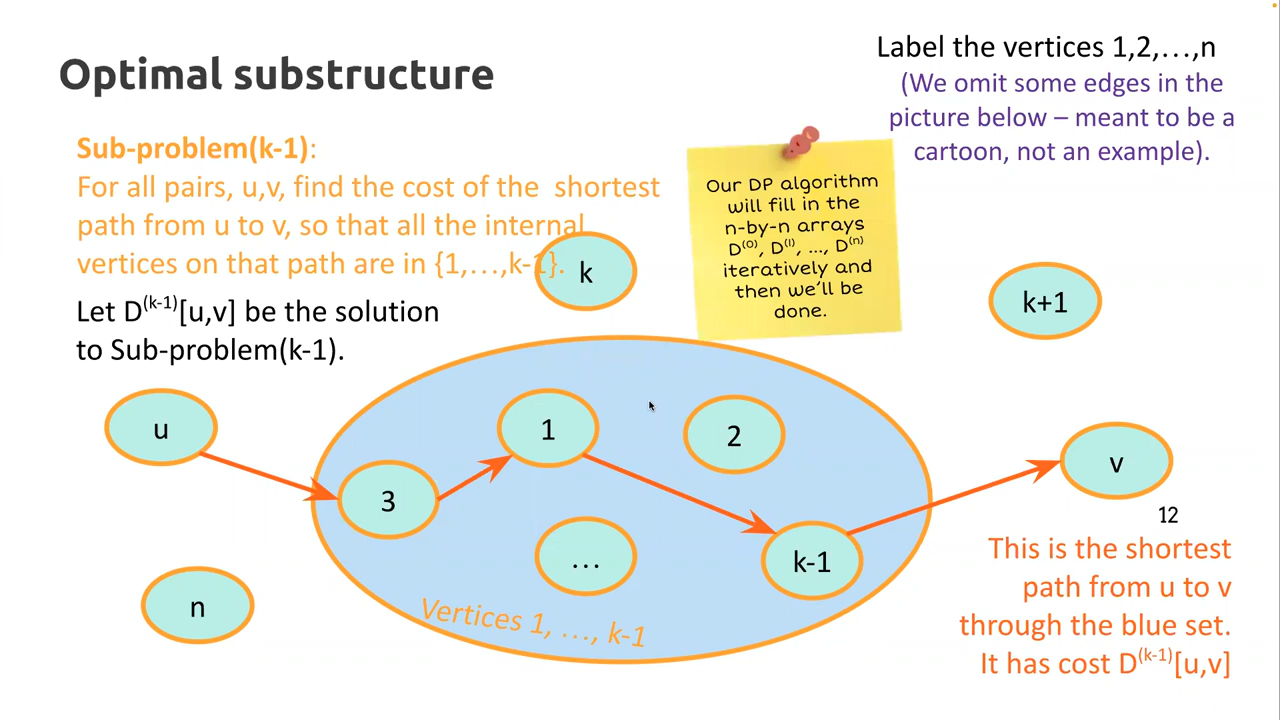 Optimal substructure
Label the vertices 1,2,…,n
(We omit some edges in the
picture below – meant to be a
cartoon, not an example).
Sub-problem(k-1):
For all pairs, u,v, find the cost of the shortest
path from u to v, so that all the internal
vertices on that path are in {1,…,k-1}.
Let D^(k-1)[u,v] be the solution
to Sub-problem(k-1).
Our DP algorithm
will fill in the
n-by-n arrays
D^(0), D^(1), …, D^(n)
iteratively and
then we'll be
done.
k
k+1
u
3
1
2
…
k-1
v
n
Vertices 1, …, k-1
12
This is the shortest
path from u to v
through the blue set.
It has cost D^(k-1)[u,v]